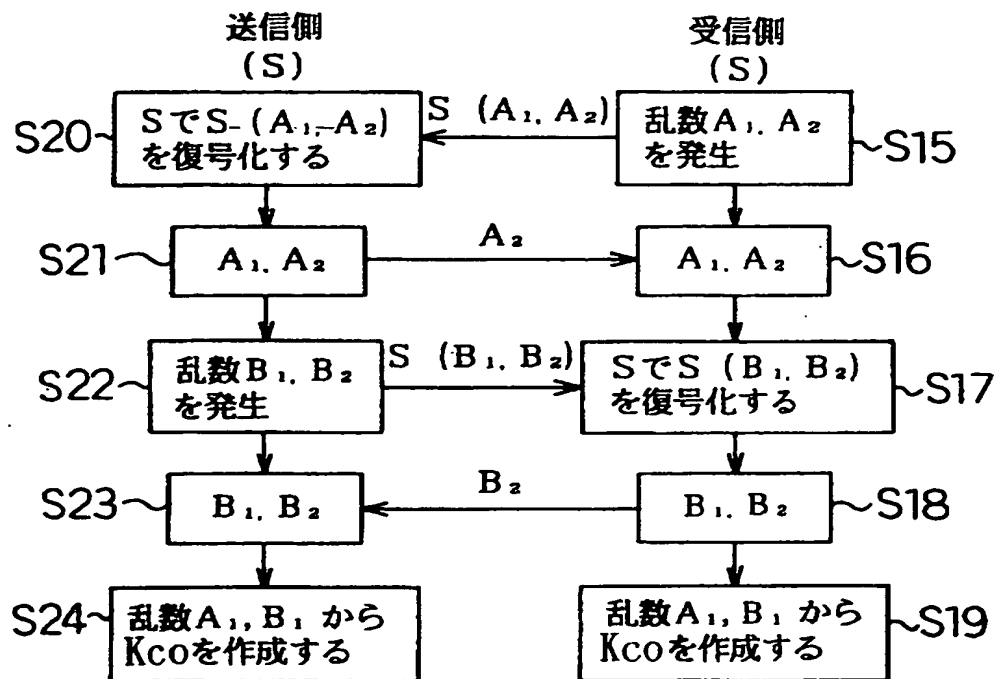 送信側
(S)
受信側
(S)
S20
SでS-(A₁,-A₂)
を復号化する
S (A₁, A₂)
乱数A₁, A₂
を発生
S15
S21
A₁, A₂
A₂
A₁, A₂
S16
S22
乱数B₁, B₂
を発生
S (B₁, B₂)
SでS (B₁, B₂)
を復号化する
S17
S23
B₁, B₂
B₂
B₁, B₂
S18
S24
乱数A₁, B₁から
Kcoを作成する
乱数A₁, B₁から
Kcoを作成する
S19